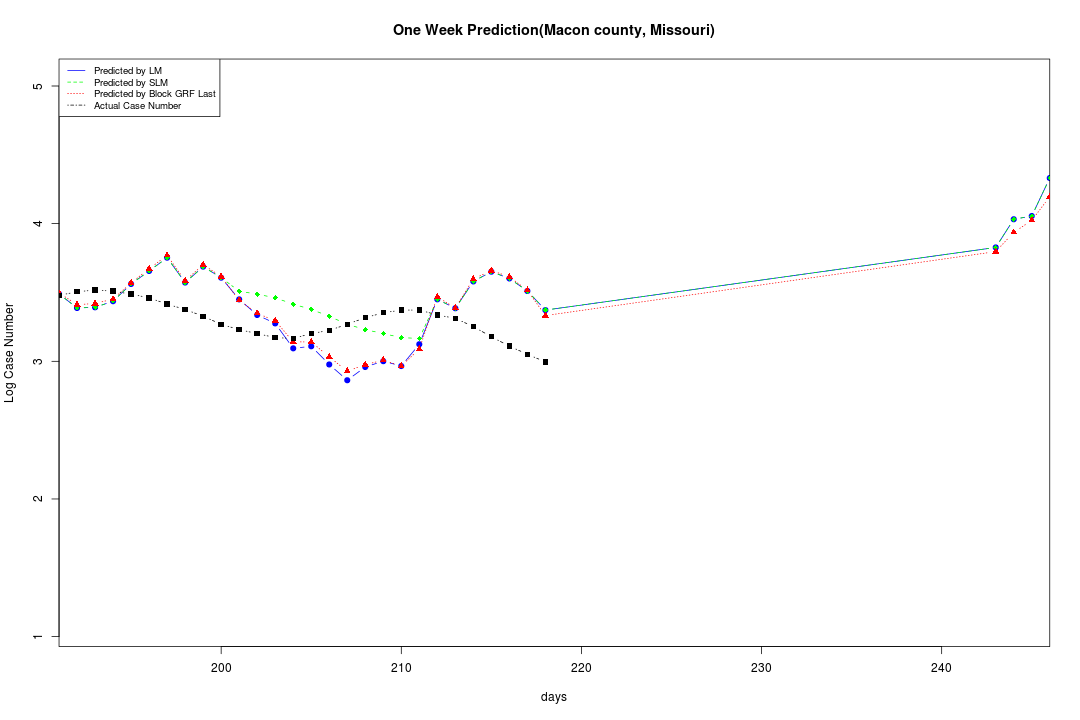 One Week Prediction(Macon county, Missouri)
Predicted by LM
Predicted by SLM
Predicted by Block GRF Last
Actual Case Number
Log Case Number
5
4
3
2
1
200 210 220 230 240
days